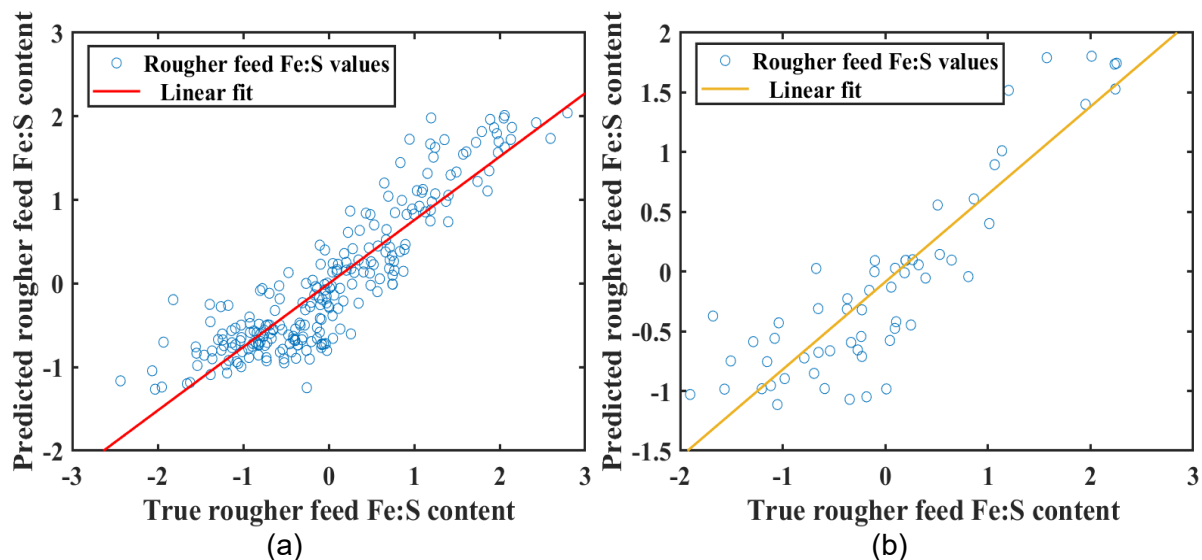 Predicted rougher feed Fe:S content
3
2
1
0
-1
-2
Rougher feed Fe:S values
Linear fit
-3
-2
-1
0
1
2
3
True rougher feed Fe:S content
(a)
Predicted rougher feed Fe:S content
2
1.5
1
0.5
0
-0.5
-1
-1.5
Rougher feed Fe:S values
Linear fit
-2
-1
0
1
2
3
True rougher feed Fe:S content
(b)